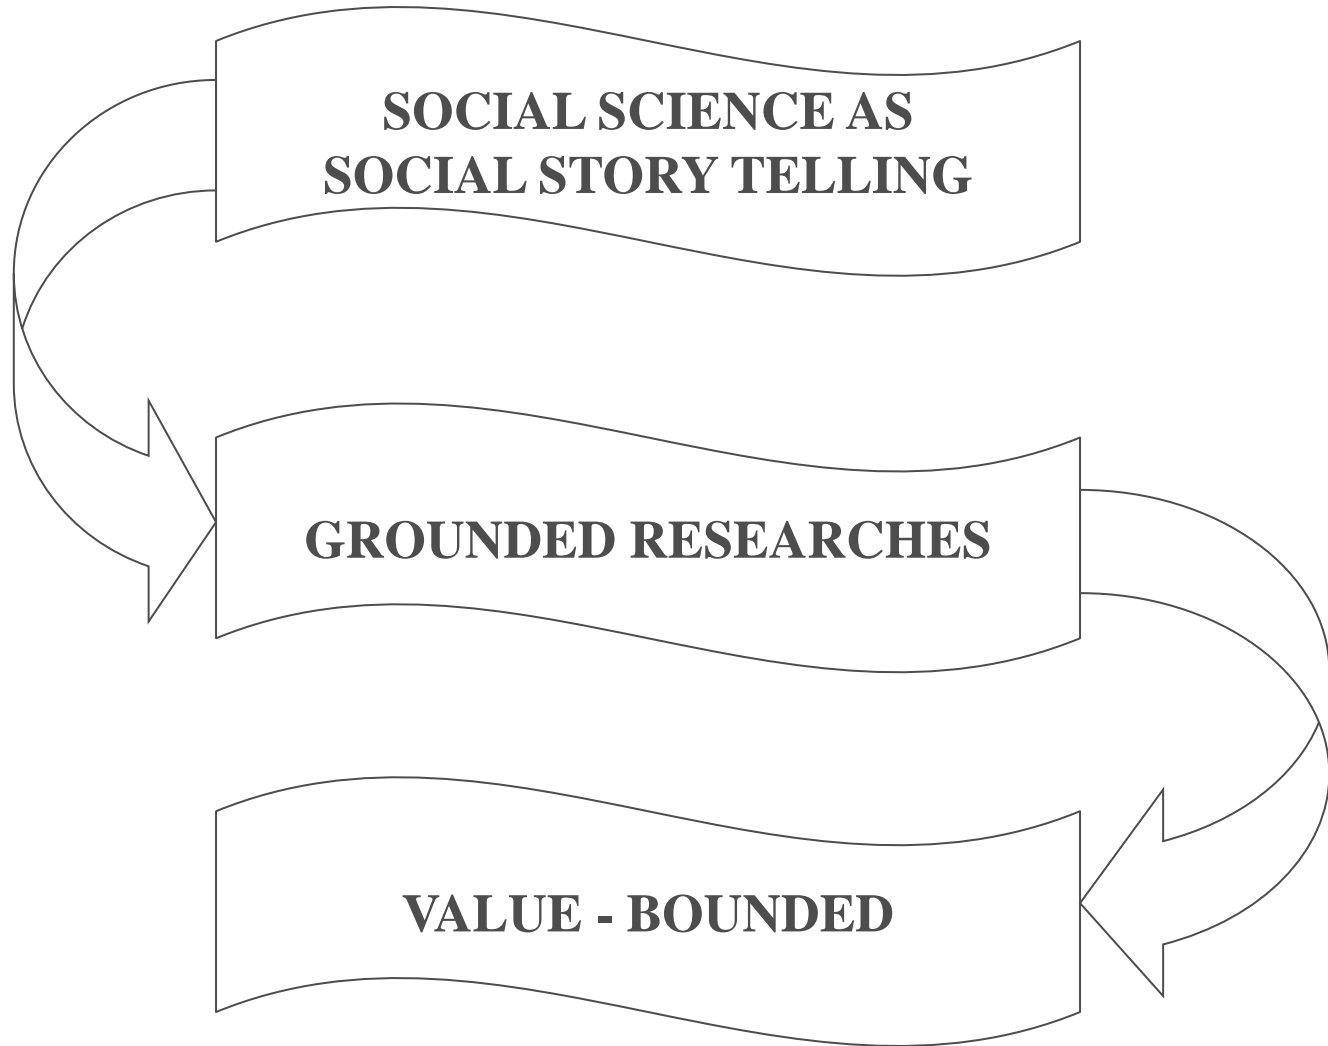 SOCIAL SCIENCE AS
SOCIAL STORY TELLING
GROUNDED RESEARCHES
VALUE - BOUNDED